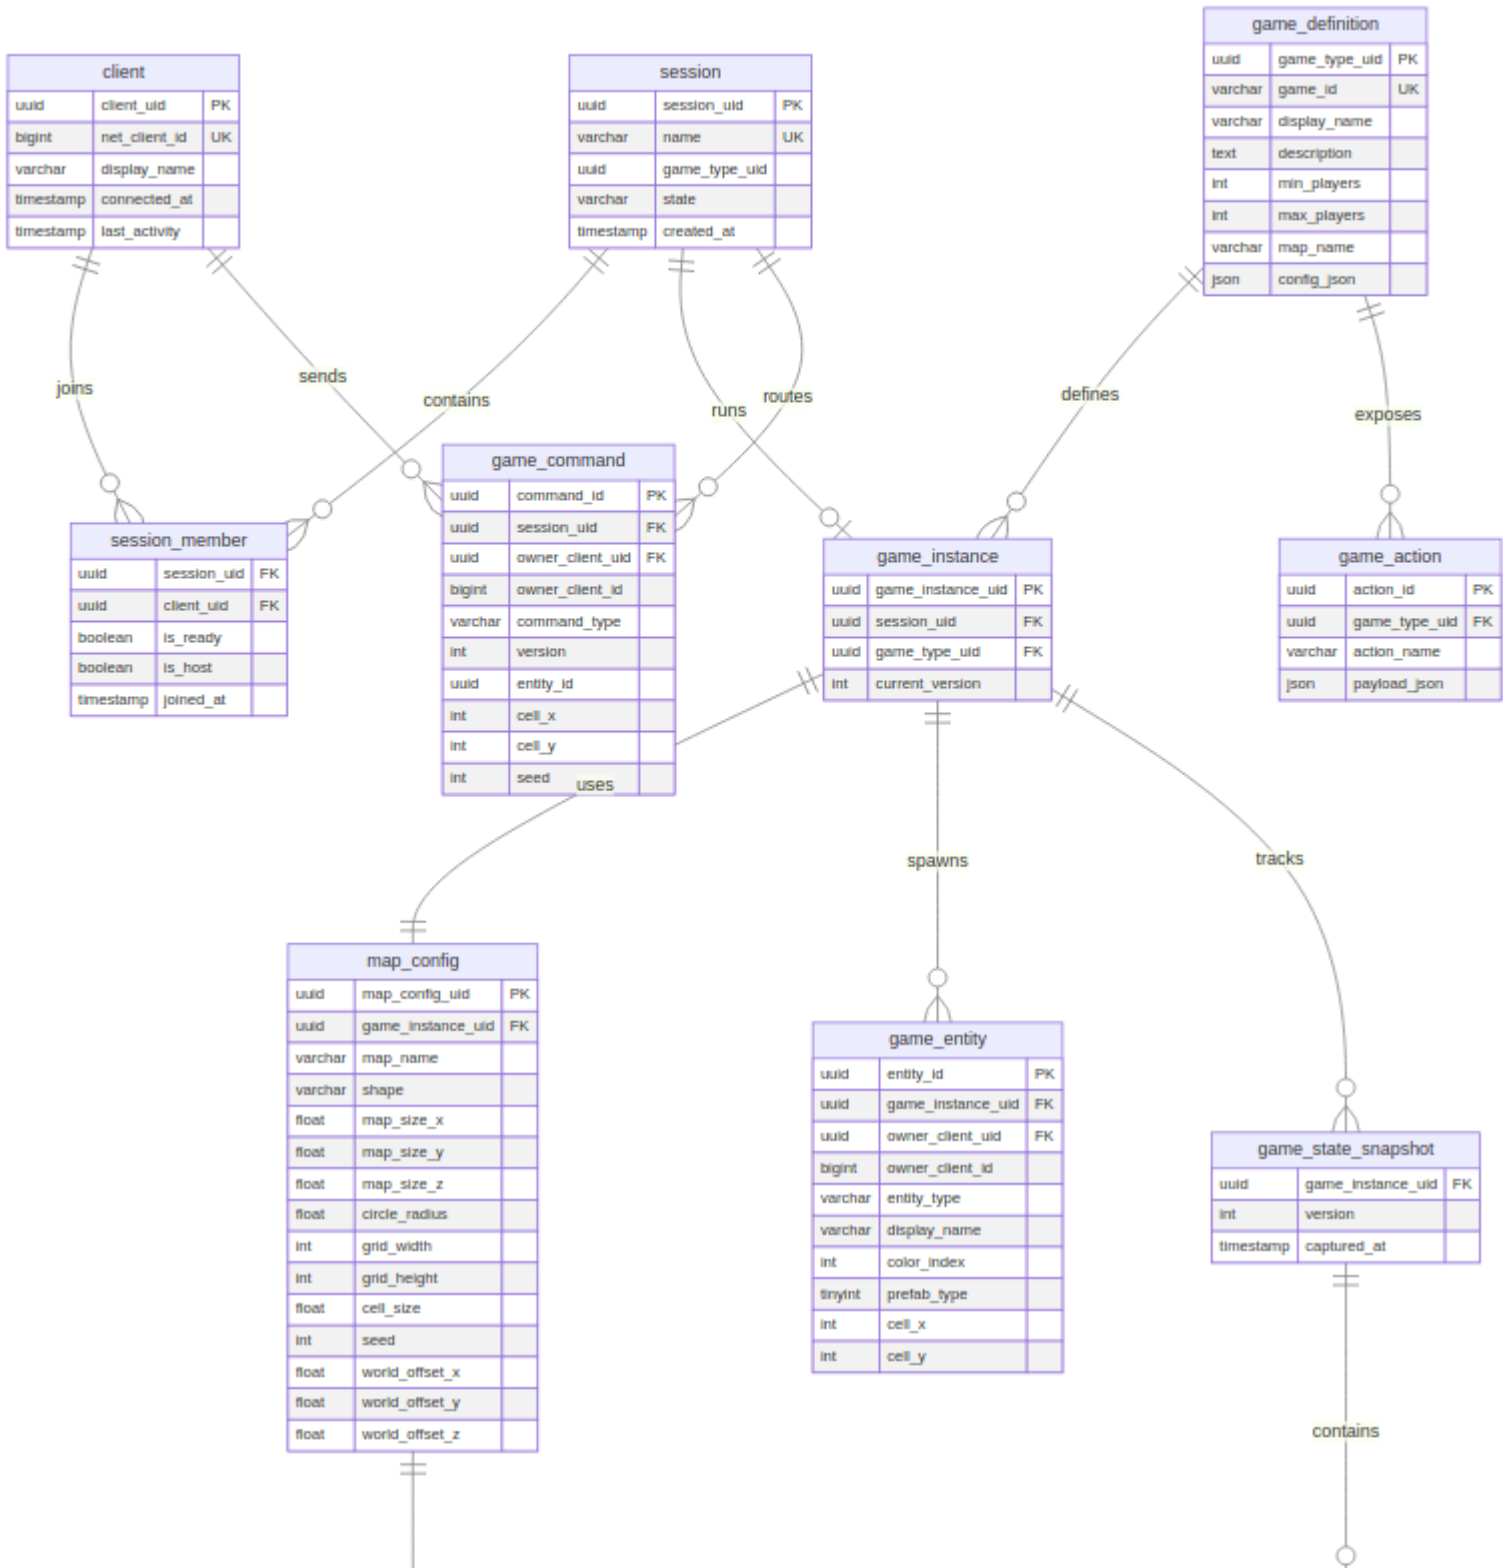 client
uuid client_uid PK
bigint net_client_id UK
varchar display_name
timestamp connected_at
timestamp last_activity
session
uuid session_uid PK
varchar name UK
uuid game_type_uid
varchar state
timestamp created_at
game_definition
uuid game_type_uid PK
varchar game_id UK
varchar display_name
text description
int min_players
int max_players
varchar map_name
json config_json
joins
sends
contains
runs
routes
defines
exposes
session_member
uuid session_uid FK
uuid client_uid FK
boolean is_ready
boolean is_host
timestamp joined_at
game_command
uuid command_id PK
uuid session_uid FK
uuid owner_client_uid FK
bigint owner_client_id
varchar command_type
int version
uuid entity_id
int cell_x
int cell_y
int seed
game_instance
uuid game_instance_uid PK
uuid session_uid FK
uuid game_type_uid FK
int current_version
game_action
uuid action_id PK
uuid game_type_uid FK
varchar action_name
json payload_json
uses
spawns
tracks
map_config
uuid map_config_uid PK
uuid game_instance_uid FK
varchar map_name
varchar shape
float map_size_x
float map_size_y
float map_size_z
float circle_radius
int grid_width
int grid_height
float cell_size
int seed
float world_offset_x
float world_offset_y
float world_offset_z
game_entity
uuid entity_id PK
uuid game_instance_uid FK
uuid owner_client_uid FK
bigint owner_client_id
varchar entity_type
varchar display_name
int color_index
tinyint prefab_type
int cell_x
int cell_y
game_state_snapshot
uuid game_instance_uid FK
int version
timestamp captured_at
contains